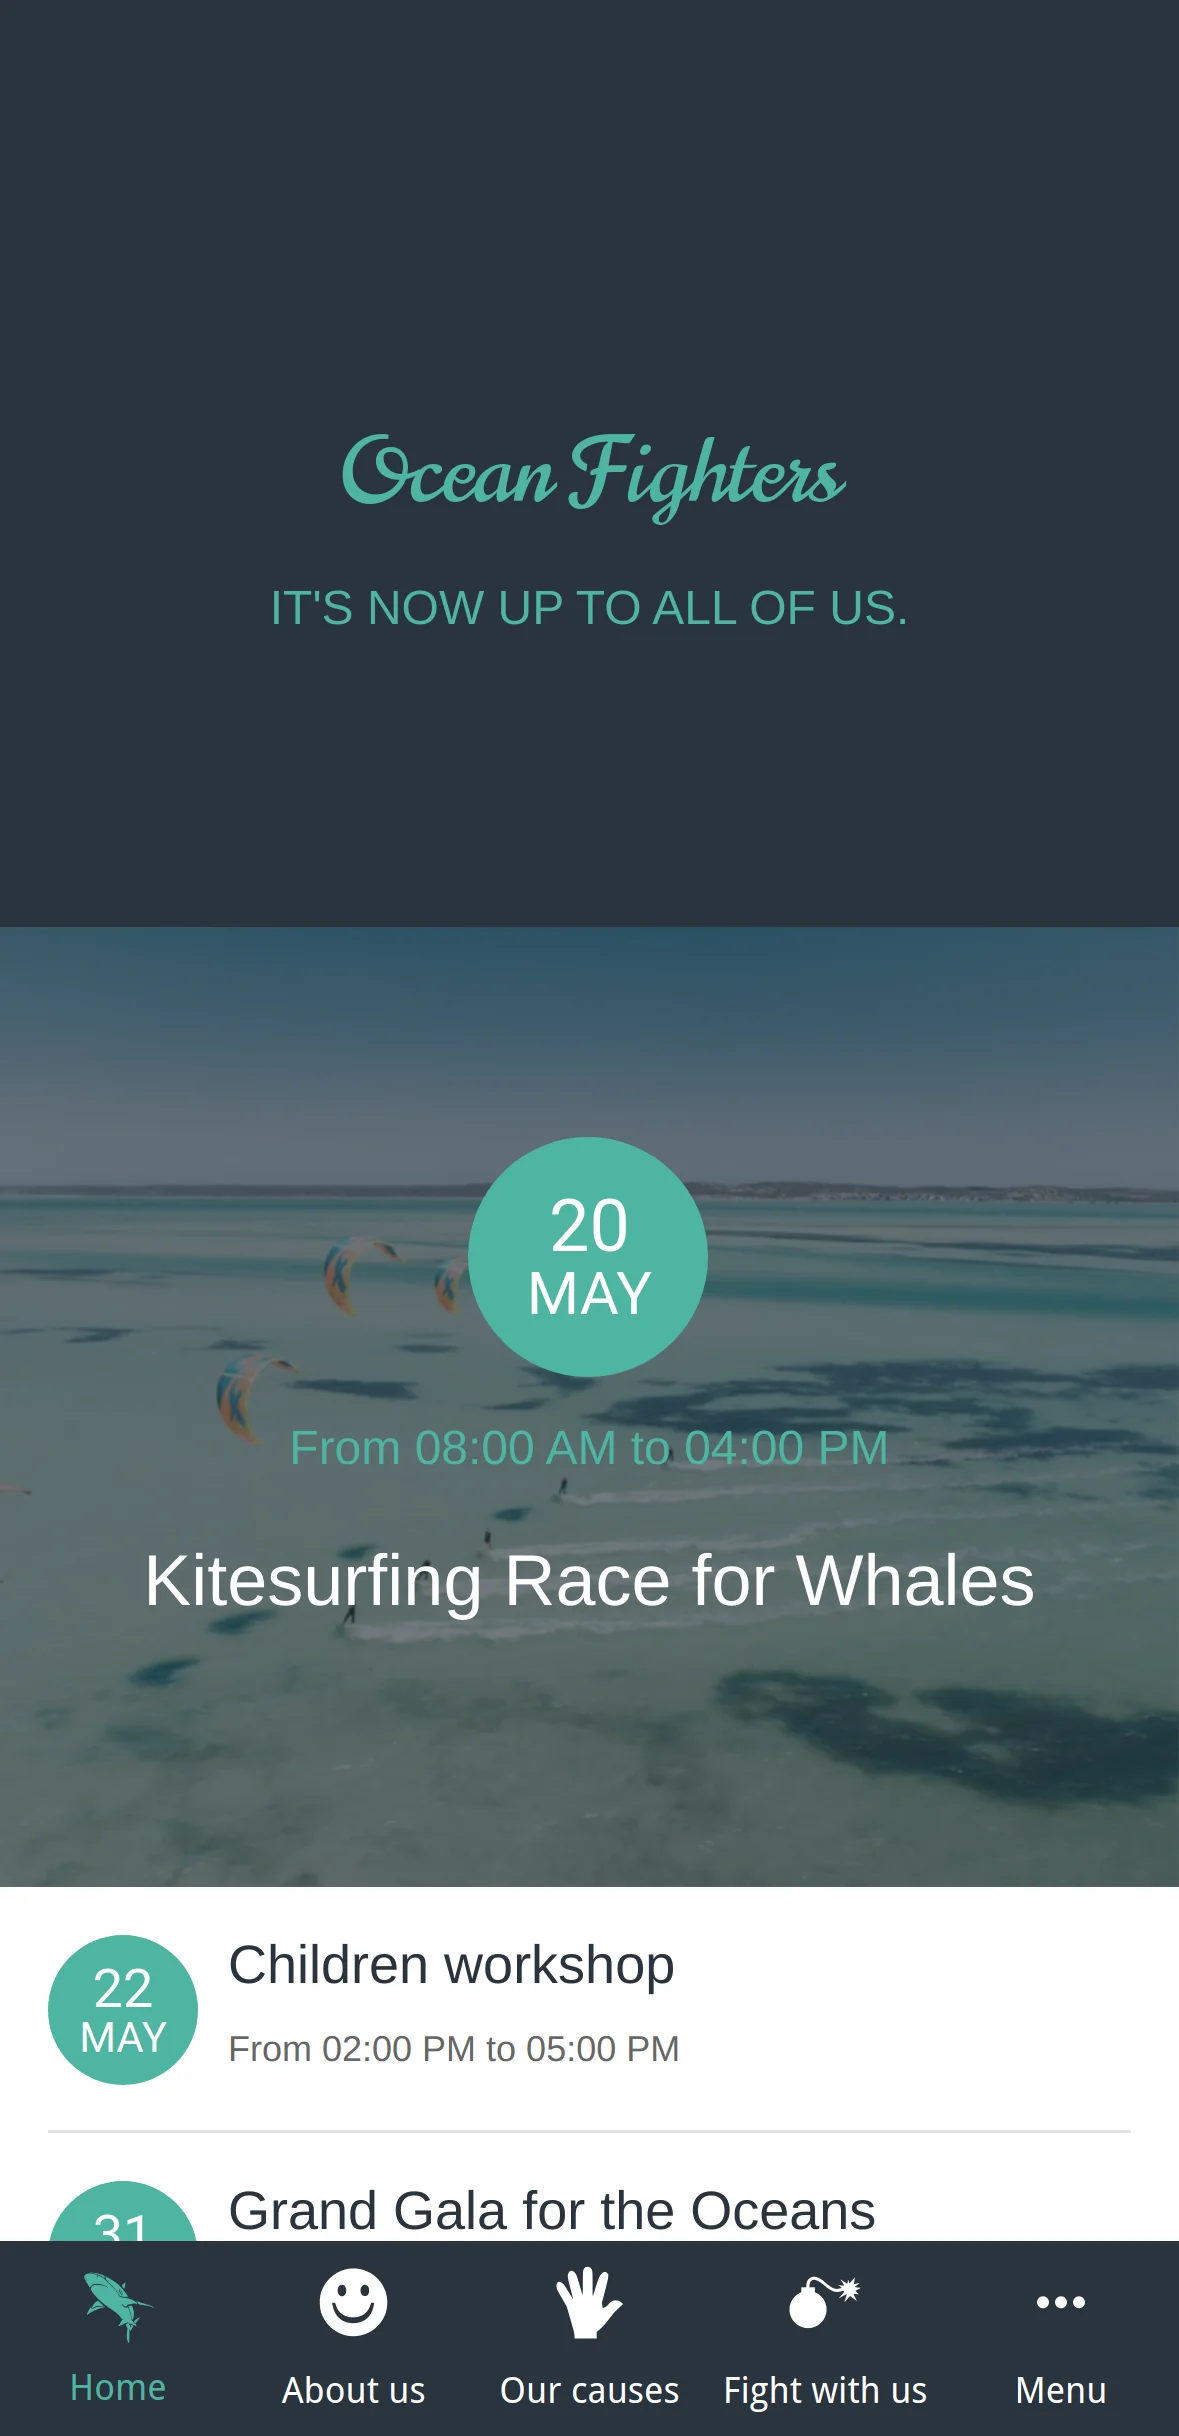 Ocean Fighters
IT'S NOW UP TO ALL OF US.
20
MAY
From 08:00 AM to 04:00 PM
Kitesurfing Race for Whales
22
MAY
Children workshop
From 02:00 PM to 05:00 PM
31
Grand Gala for the Oceans
Home
About us
Our causes
Fight with us
Menu